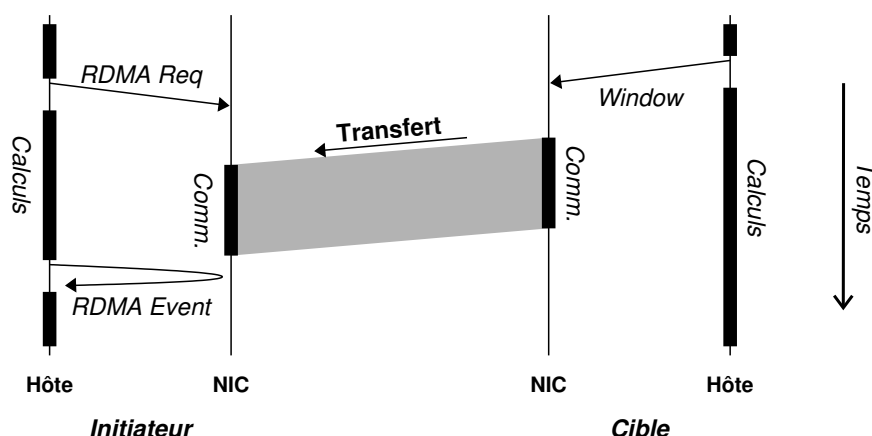 RDMA Req
Window
Transfert
Calculs
Comm.
Comm.
Calculs
Temps
RDMA Event
Hôte
NIC
NIC
Hôte
Initiateur
Cible